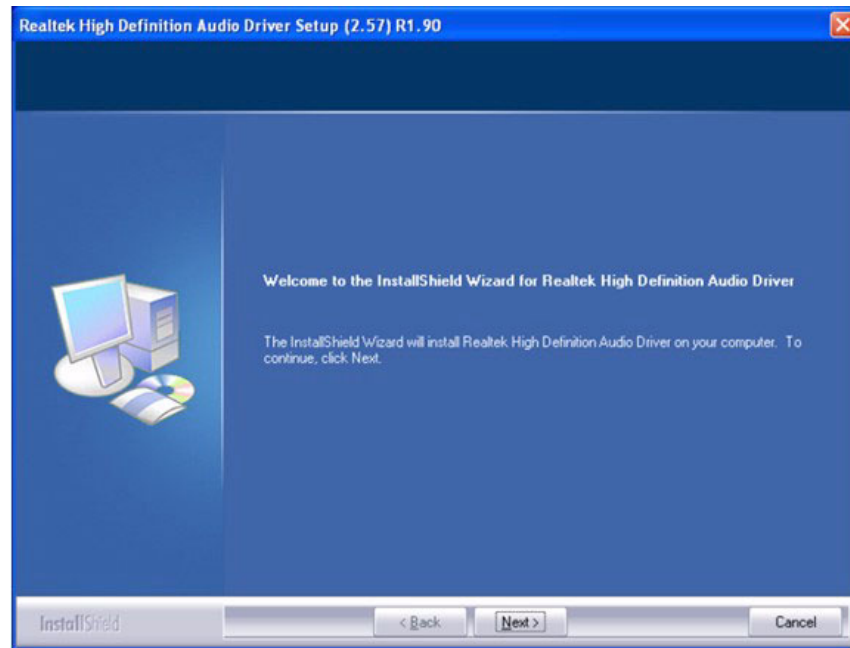 Realtek High Definition Audio Driver Setup (2.57) R1.90
Welcome to the InstallShield Wizard for Realtek High Definition Audio Driver
The InstallShield Wizard will install Realtek High Definition Audio Driver on your computer. To
continue, click Next.
InstallShield
< Back
Next >
Cancel